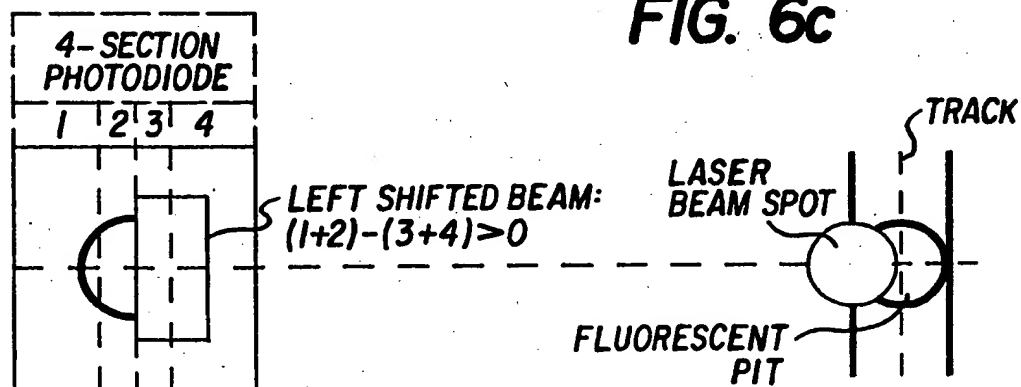 FIG. 6c
4-SECTION
PHOTODIODE
1 2 3 4
LEFT SHIFTED BEAM:
(1+2)-(3+4)>0
TRACK
LASER
BEAM SPOT
FLUORESCENT
PIT